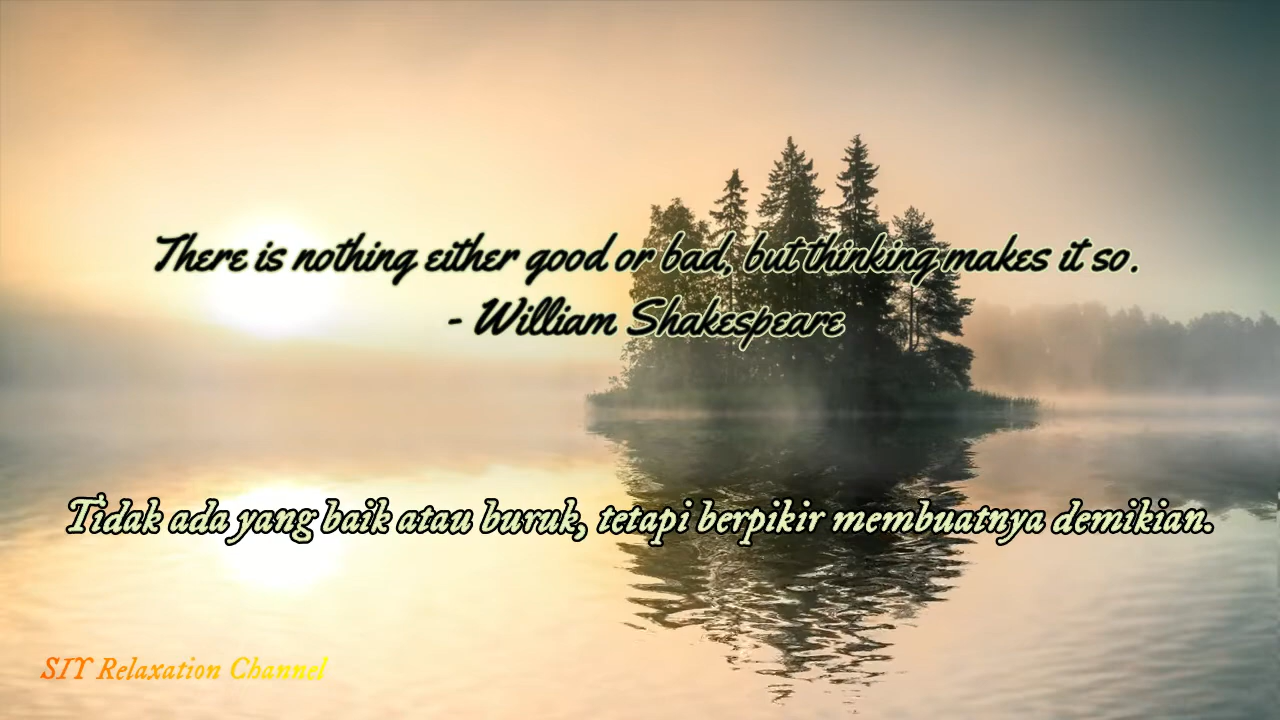 There is nothing either good or bad, but thinking makes it so.
- William Shakespeare
Tidak ada yang baik atau buruk, tetapi berpikir membuatnya demikian.
SIY Relaxation Channel